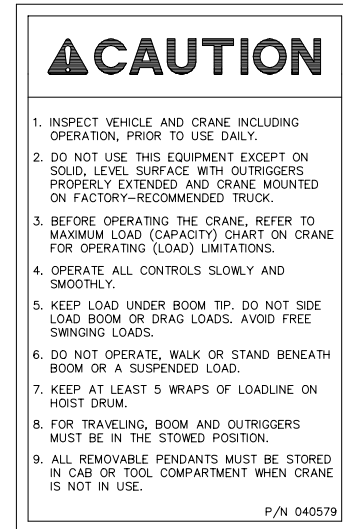 CAUTION
1. INSPECT VEHICLE AND CRANE INCLUDING
OPERATION, PRIOR TO USE DAILY.
2. DO NOT USE THIS EQUIPMENT EXCEPT ON
SOLID, LEVEL SURFACE WITH OUTRIGGERS
PROPERLY EXTENDED AND CRANE MOUNTED
ON FACTORY-RECOMMENDED TRUCK.
3. BEFORE OPERATING THE CRANE, REFER TO
MAXIMUM LOAD (CAPACITY) CHART ON CRANE
FOR OPERATING (LOAD) LIMITATIONS.
4. OPERATE ALL CONTROLS SLOWLY AND
SMOOTHLY.
5. KEEP LOAD UNDER BOOM TIP. DO NOT SIDE
LOAD BOOM OR DRAG LOADS. AVOID FREE
SWINGING LOADS.
6. DO NOT OPERATE, WALK OR STAND BENEATH
BOOM OR A SUSPENDED LOAD.
7. KEEP AT LEAST 5 WRAPS OF LOADLINE ON
HOIST DRUM.
8. FOR TRAVELING, BOOM AND OUTRIGGERS
MUST BE IN THE STOWED POSITION.
9. ALL REMOVABLE PENDANTS MUST BE STORED
IN CAB OR TOOL COMPARTMENT WHEN CRANE
IS NOT IN USE.
P/N 040579